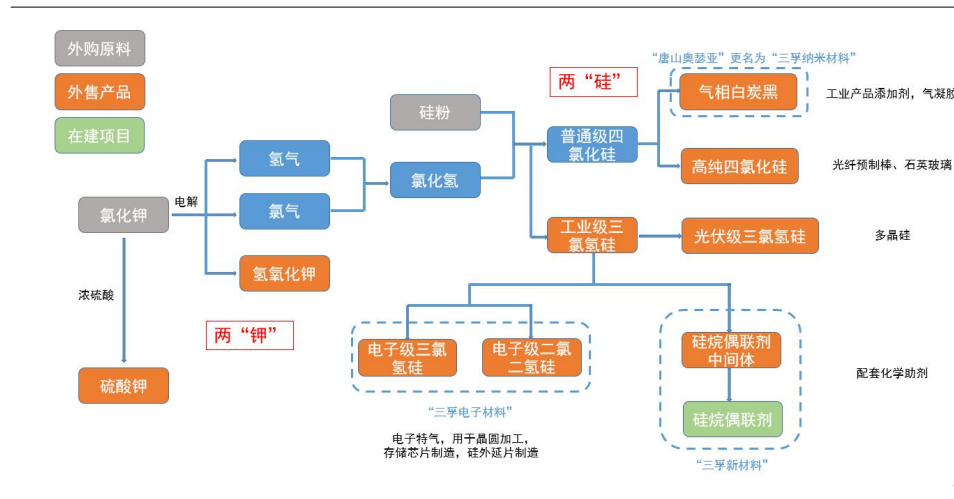 外购原料
外售产品
在建项目
“唐山奥瑟亚”更名为“三孚纳米材料”
两“硅”
气相白炭黑
工业产品添加剂，气凝胶
硅粉
普通级四
氯化硅
氢气
氯化氢
高纯四氯化硅
光纤预制棒、石英玻璃
电解
氯化钾
氯气
工业级三
氯氢硅
光伏级三氯氢硅
多晶硅
氢氧化钾
浓硫酸
两“钾”
电子级三氯
氢硅
电子级二氯
二氢硅
硅烷偶联剂
中间体
硫酸钾
配套化学助剂
“三孚电子材料”
硅烷偶联剂
电子特气，用于晶圆加工，
存储芯片制造，硅外延片制造
“三孚新材料”